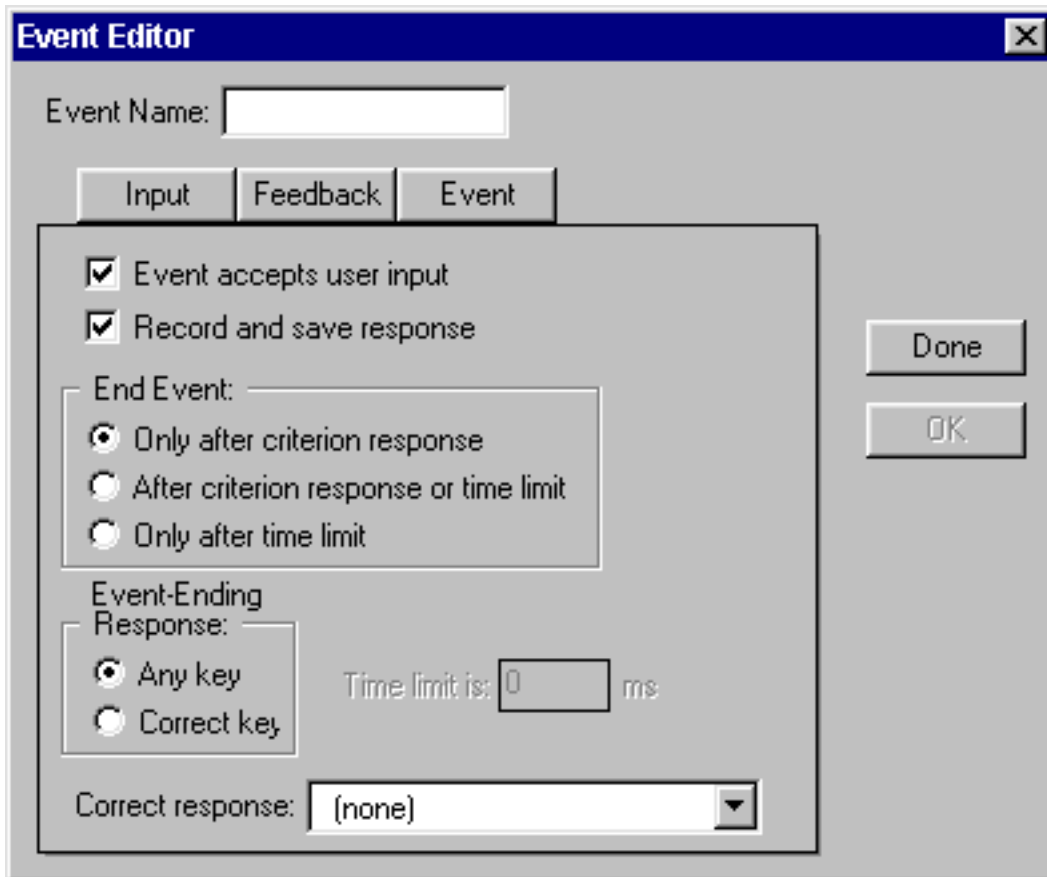 Event Editor
Event Name:
Input Feedback Event
Event accepts user input
Record and save response
Done
End Event:
OK
Only after criterion response
After criterion response or time limit
Only after time limit
Event-Ending
Response:
Any key
Time limit is: 0 ms
Correct key
Correct response: (none)